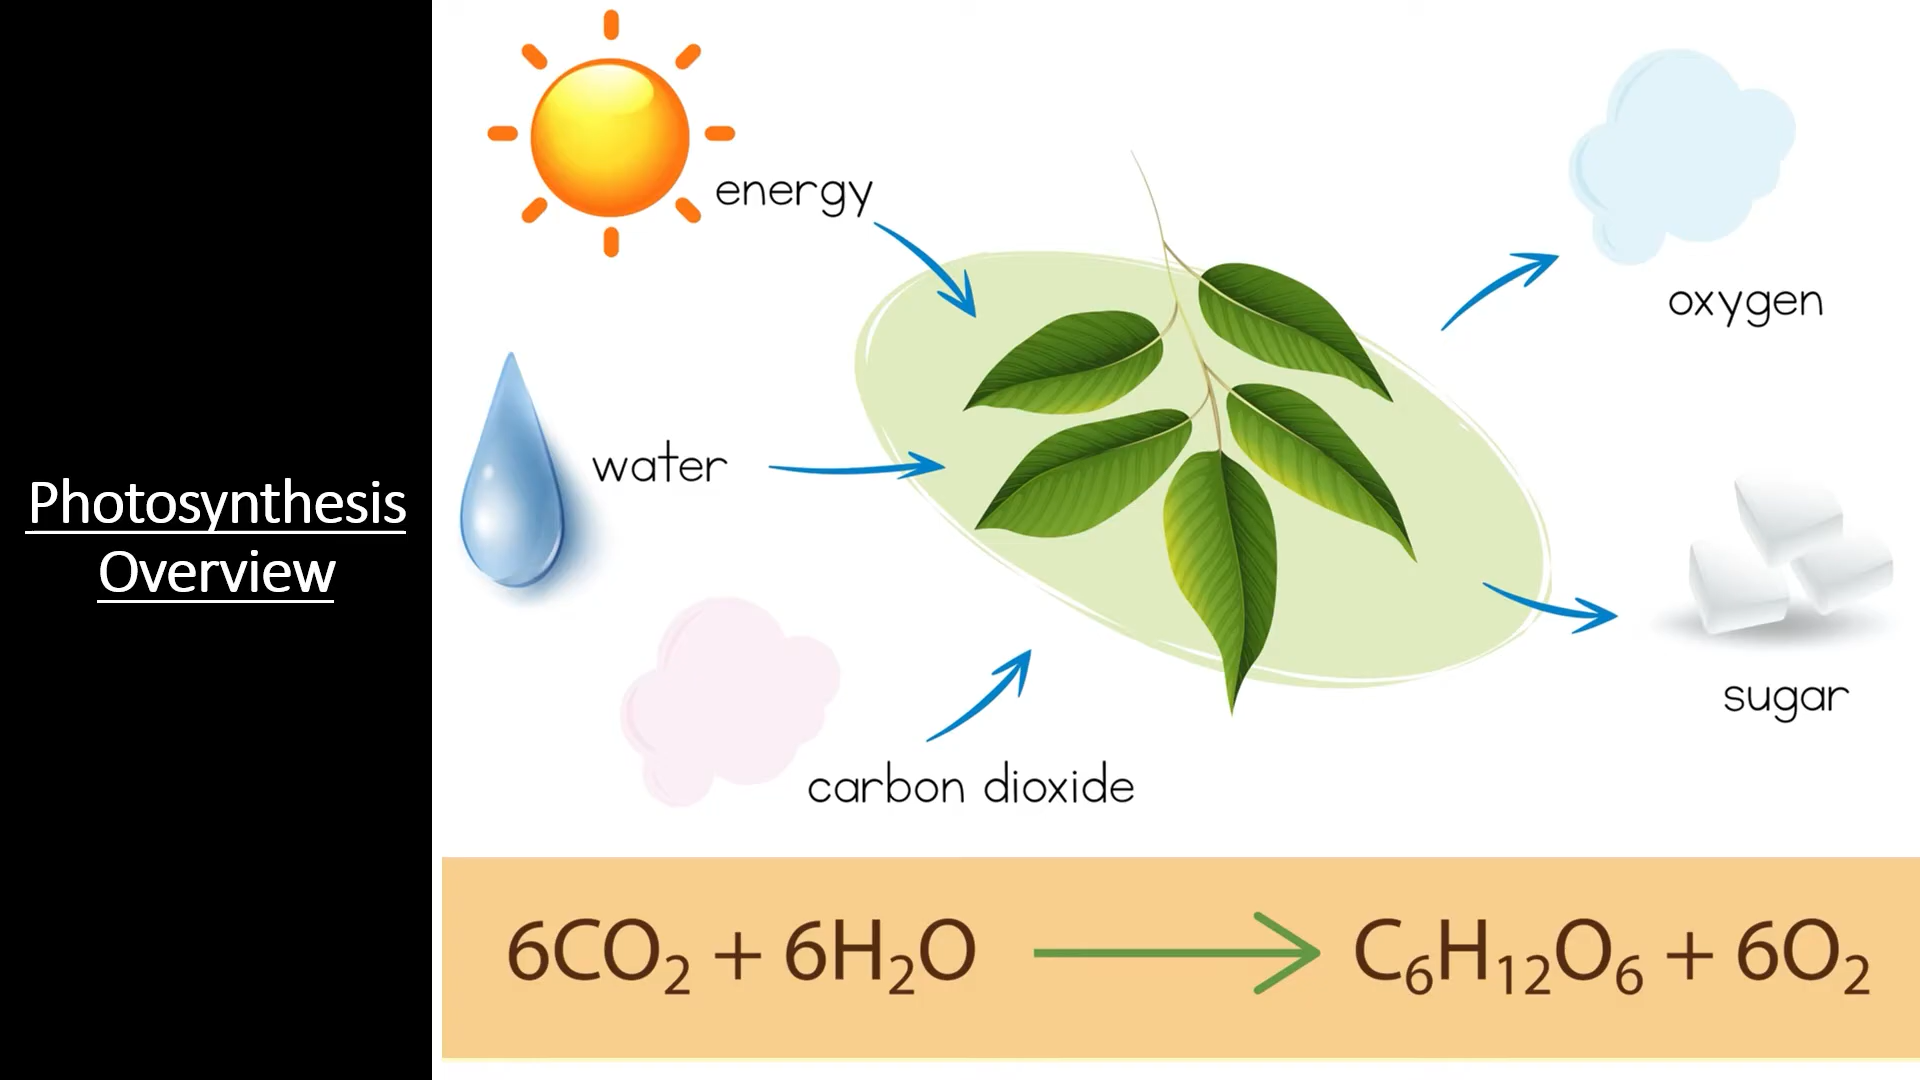 Photosynthesis
Overview
energy
oxygen
water
sugar
carbon dioxide
6CO₂ + 6H₂O → C₆H₁₂O₆ + 6O₂